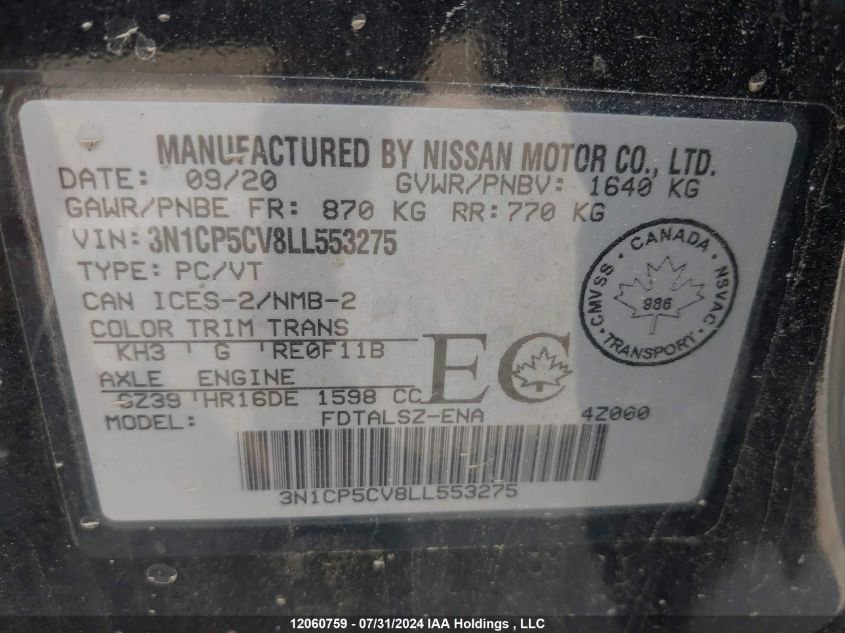 MANUFACTURED BY NISSAN MOTOR CO., LTD.
DATE: 09/20 GVWR/PNBV: 1640 KG
GAWR/PNBE FR: 870 KG RR: 770 KG
VIN: 3N1CP5CV8LL553275
TYPE: PC/VT
CAN ICES-2/NMB-2
COLOR TRIM TRANS
KH3 G RE0F11B
AXLE ENGINE
GZ39 HR16DE 1598 CC
EC
CMVSS - CANADA - NSVAC
986
TRANSPORT
MODEL: FDTALSZ-ENA 4Z060
3N1CP5CV8LL553275
12060759 - 07/31/2024 IAA Holdings , LLC